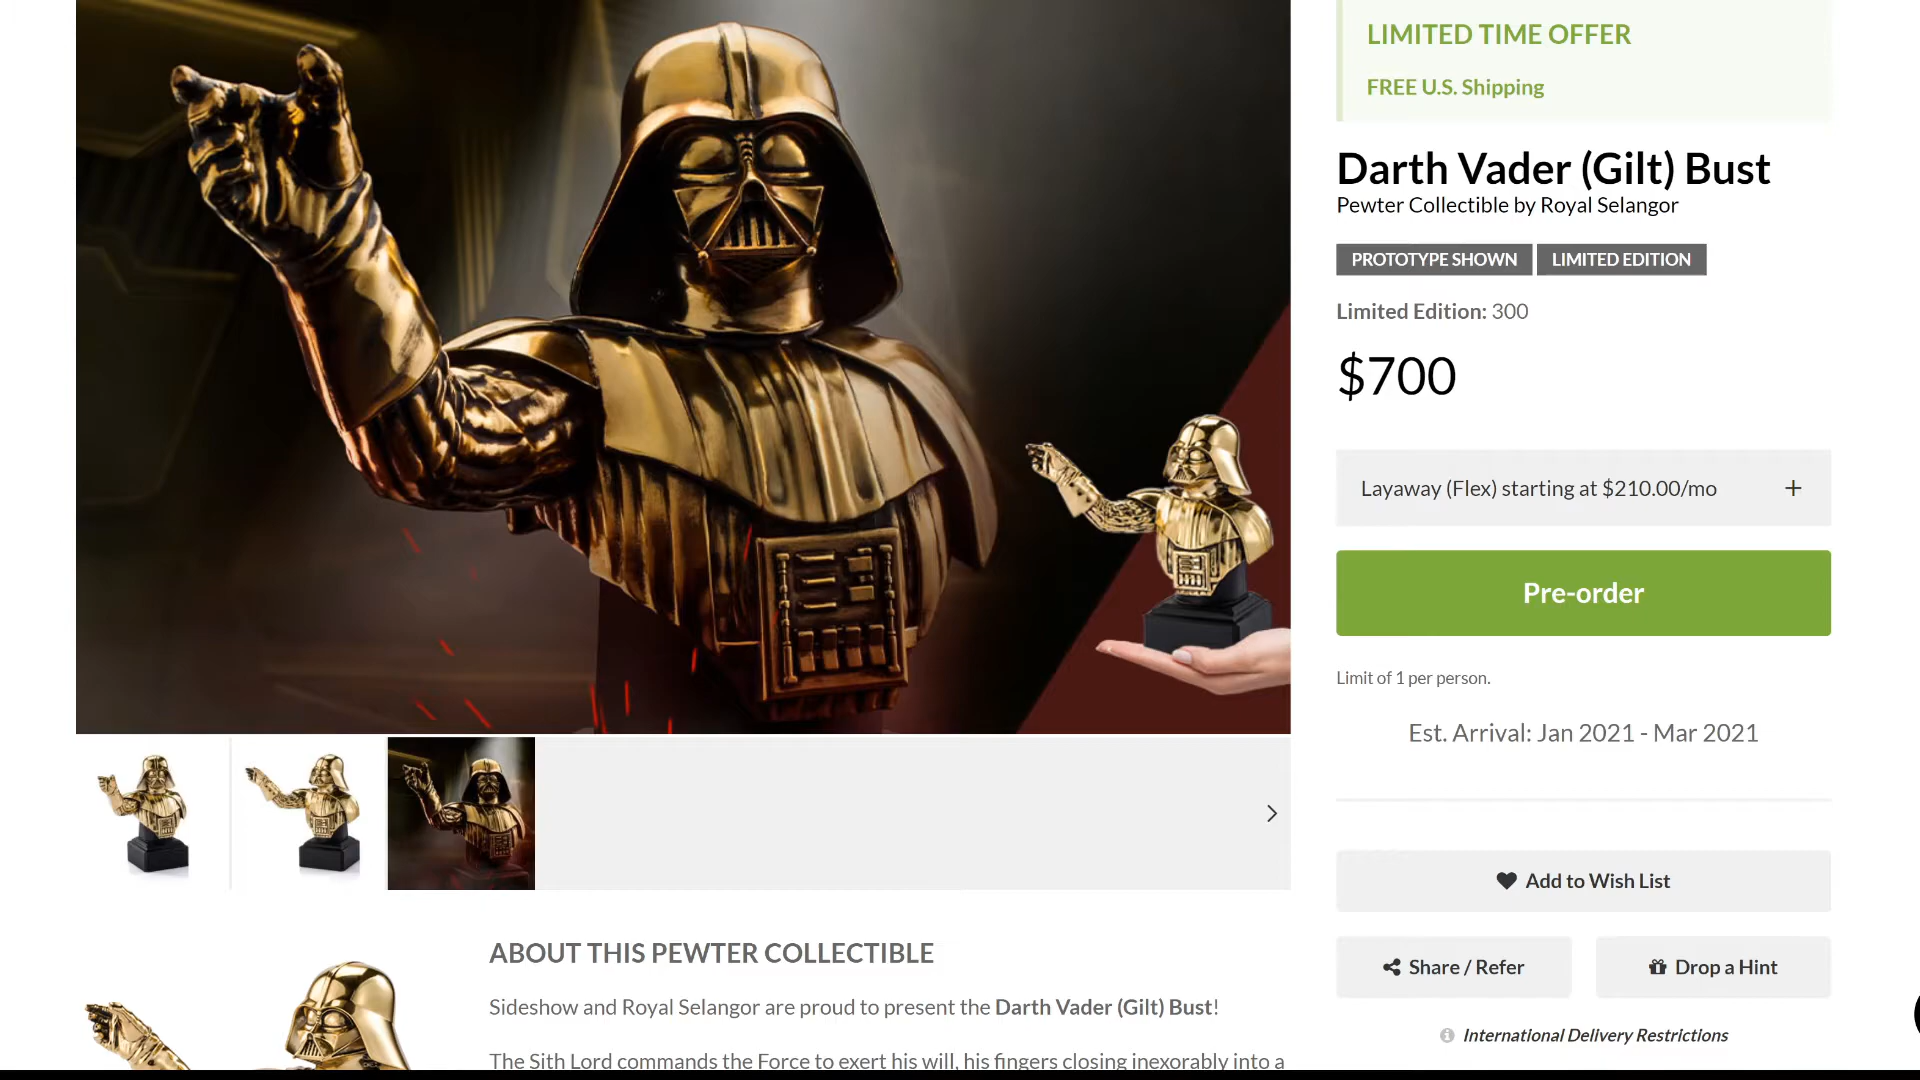 LIMITED TIME OFFER
FREE U.S. Shipping
Darth Vader (Gilt) Bust
Pewter Collectible by Royal Selangor
PROTOTYPE SHOWN
LIMITED EDITION
Limited Edition: 300
$700
Layaway (Flex) starting at $210.00/mo
Pre-order
Limit of 1 per person.
Est. Arrival: Jan 2021 - Mar 2021
Add to Wish List
Share / Refer
Drop a Hint
International Delivery Restrictions
ABOUT THIS PEWTER COLLECTIBLE
Sideshow and Royal Selangor are proud to present the Darth Vader (Gilt) Bust!
The Sith Lord commands the Force to exert his will, his fingers closing inexorably into a